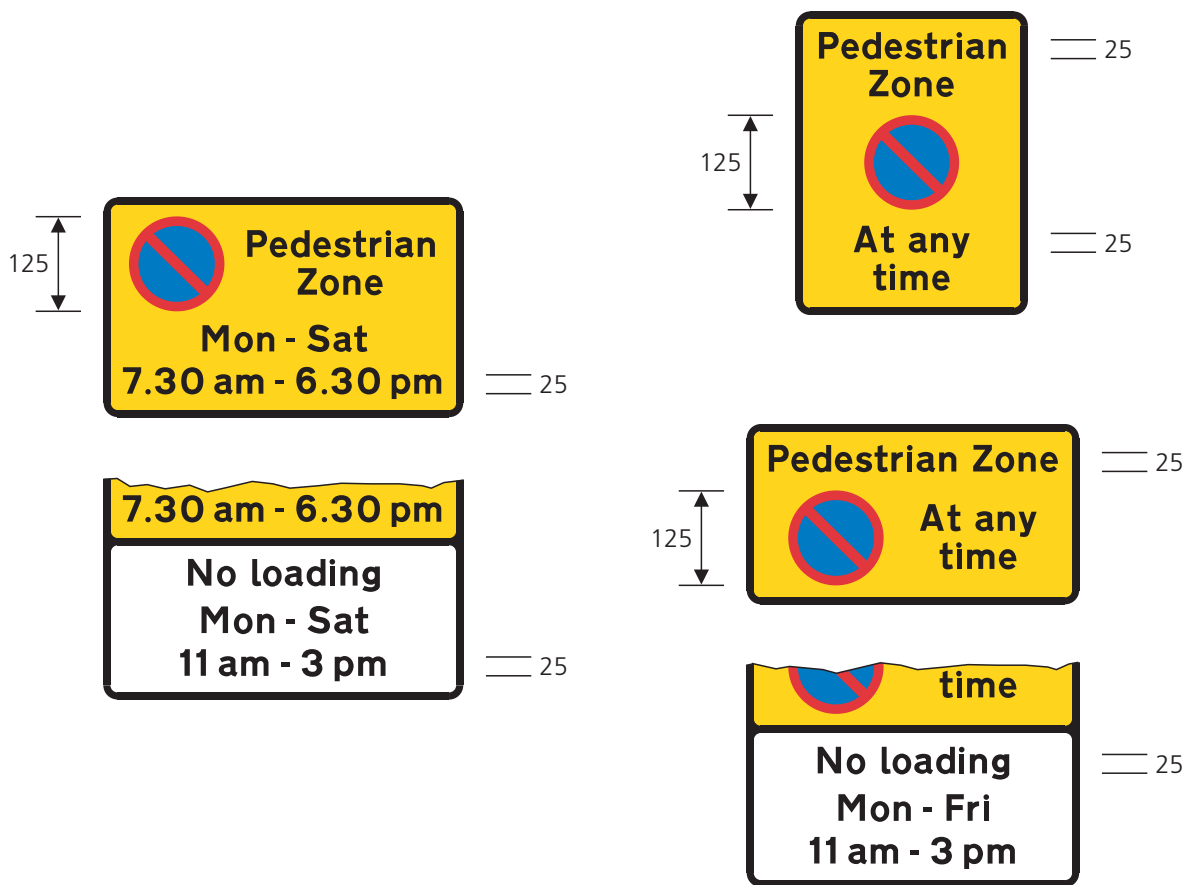 125
Pedestrian
Zone
Mon - Sat
7.30 am - 6.30 pm
25
7.30 am - 6.30 pm
No loading
Mon - Sat
11 am - 3 pm
25
Pedestrian
Zone
25
125
At any
time
25
Pedestrian Zone
25
125
At any
time
time
No loading
25
Mon - Fri
11 am - 3 pm